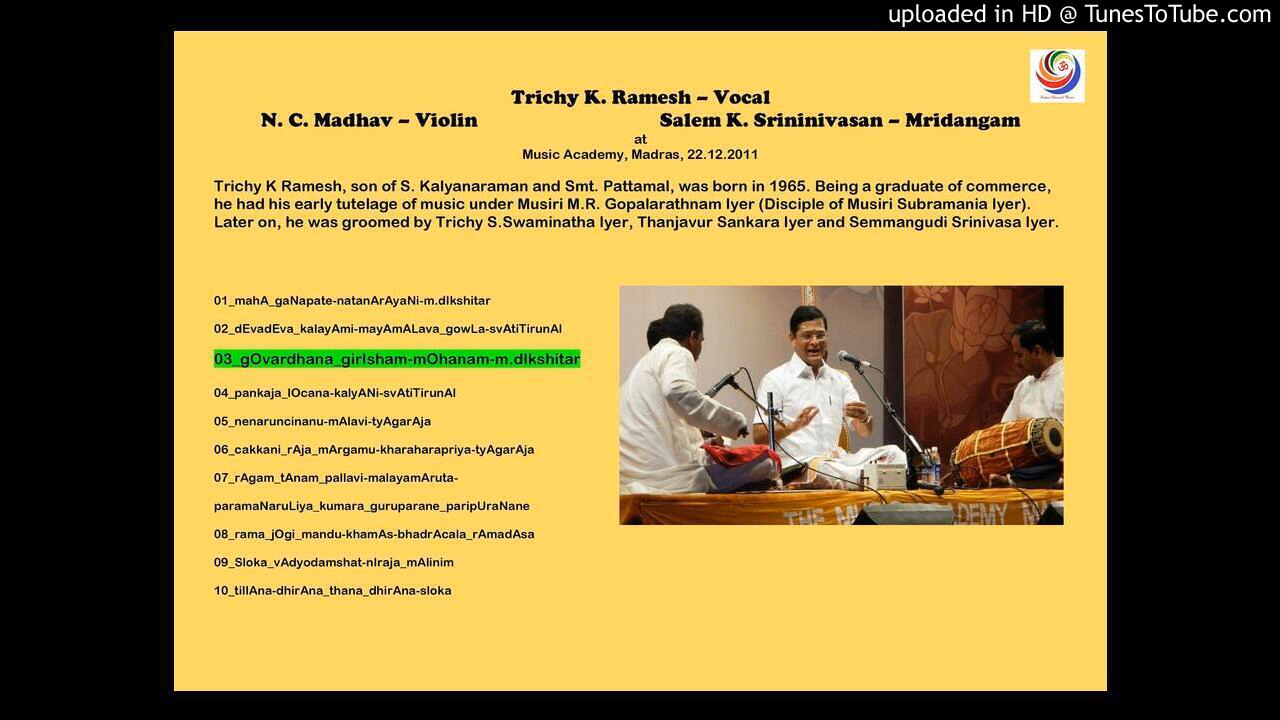 uploaded in HD @ TunesToTube.com
Trichy K. Ramesh – Vocal
N. C. Madhav – Violin Salem K. Srininivasan – Mridangam
at
Music Academy, Madras, 22.12.2011
Trichy K Ramesh, son of S. Kalyanaraman and Smt. Pattamal, was born in 1965. Being a graduate of commerce,
he had his early tutelage of music under Musiri M.R. Gopalarathnam Iyer (Disciple of Musiri Subramania Iyer).
Later on, he was groomed by Trichy S.Swaminatha Iyer, Thanjavur Sankara Iyer and Semmangudi Srinivasa Iyer.
01_mahA_gaNapate-natanArAyaNi-m.dIkshitar
02_dEvadEva_kalayAmi-mayAmALava_gowLa-svAtiTirunAl
03_gOvardhana_girIsham-mOhanam-m.dIkshitar
04_pankaja_lOcana-kalyANi-svAtiTirunAl
05_nenaruncinanu-mAlavi-tyAgarAja
06_cakkani_rAja_mArgamu-kharaharapriya-tyAgarAja
07_rAgam_tAnam_pallavi-malayamAruta-
paramaNaruLiya_kumara_guruparane_paripUraNane
08_rama_jOgi_mandu-khamAs-bhadrAcala_rAmadAsa
09_Sloka_vAdyodamshat-nIraja_mAlinim
10_tillAna-dhirAna_thana_dhirAna-sloka
THE MUS ADEMY M